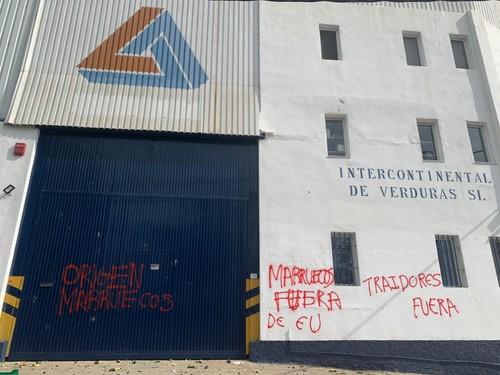 INTERCONTINENTAL
DE VERDURAS SL
ORIGEN
MARRUECOS
MARRUECOS
FUERA
DE EU
TRAIDORES
FUERA